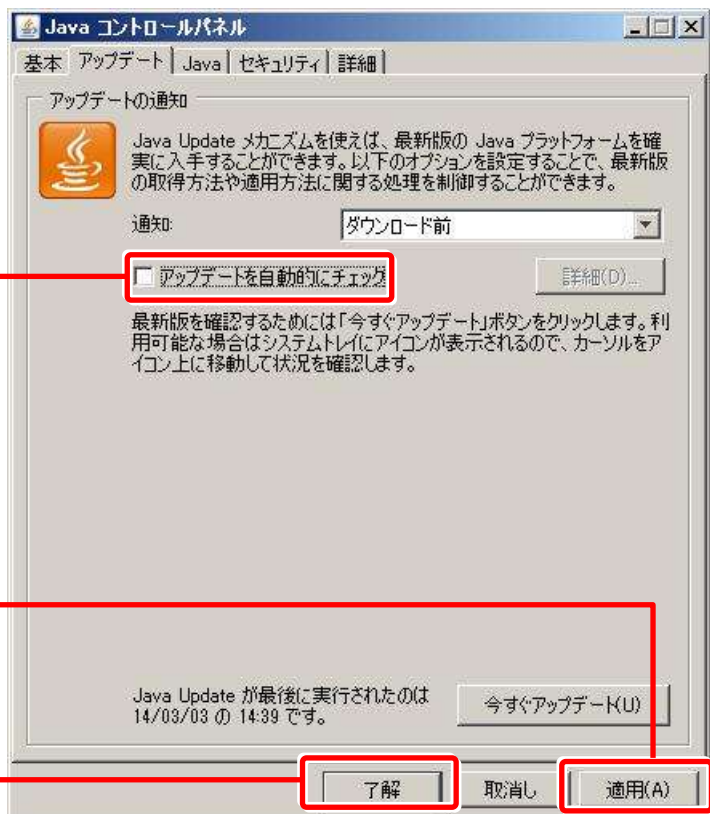 Java コントロールパネル
基本 アップデート Java セキュリティ 詳細
アップデートの通知
Java Update メカニズムを使えば、最新版の Java プラットフォームを確
実に入手することができます。以下のオプションを設定することで、最新版
の取得方法や適用方法に関する処理を制御することができます。
通知: ダウンロード前
アップデートを自動的にチェック 詳細(D)...
最新版を確認するためには「今すぐアップデート」ボタンをクリックします。利
用可能な場合はシステムトレイにアイコンが表示されるので、カーソルをア
イコン上に移動して状況を確認します。
Java Update が最後に実行されたのは
14/03/03 の 14:39 です。
今すぐアップデート(U)
了解 取消し 適用(A)